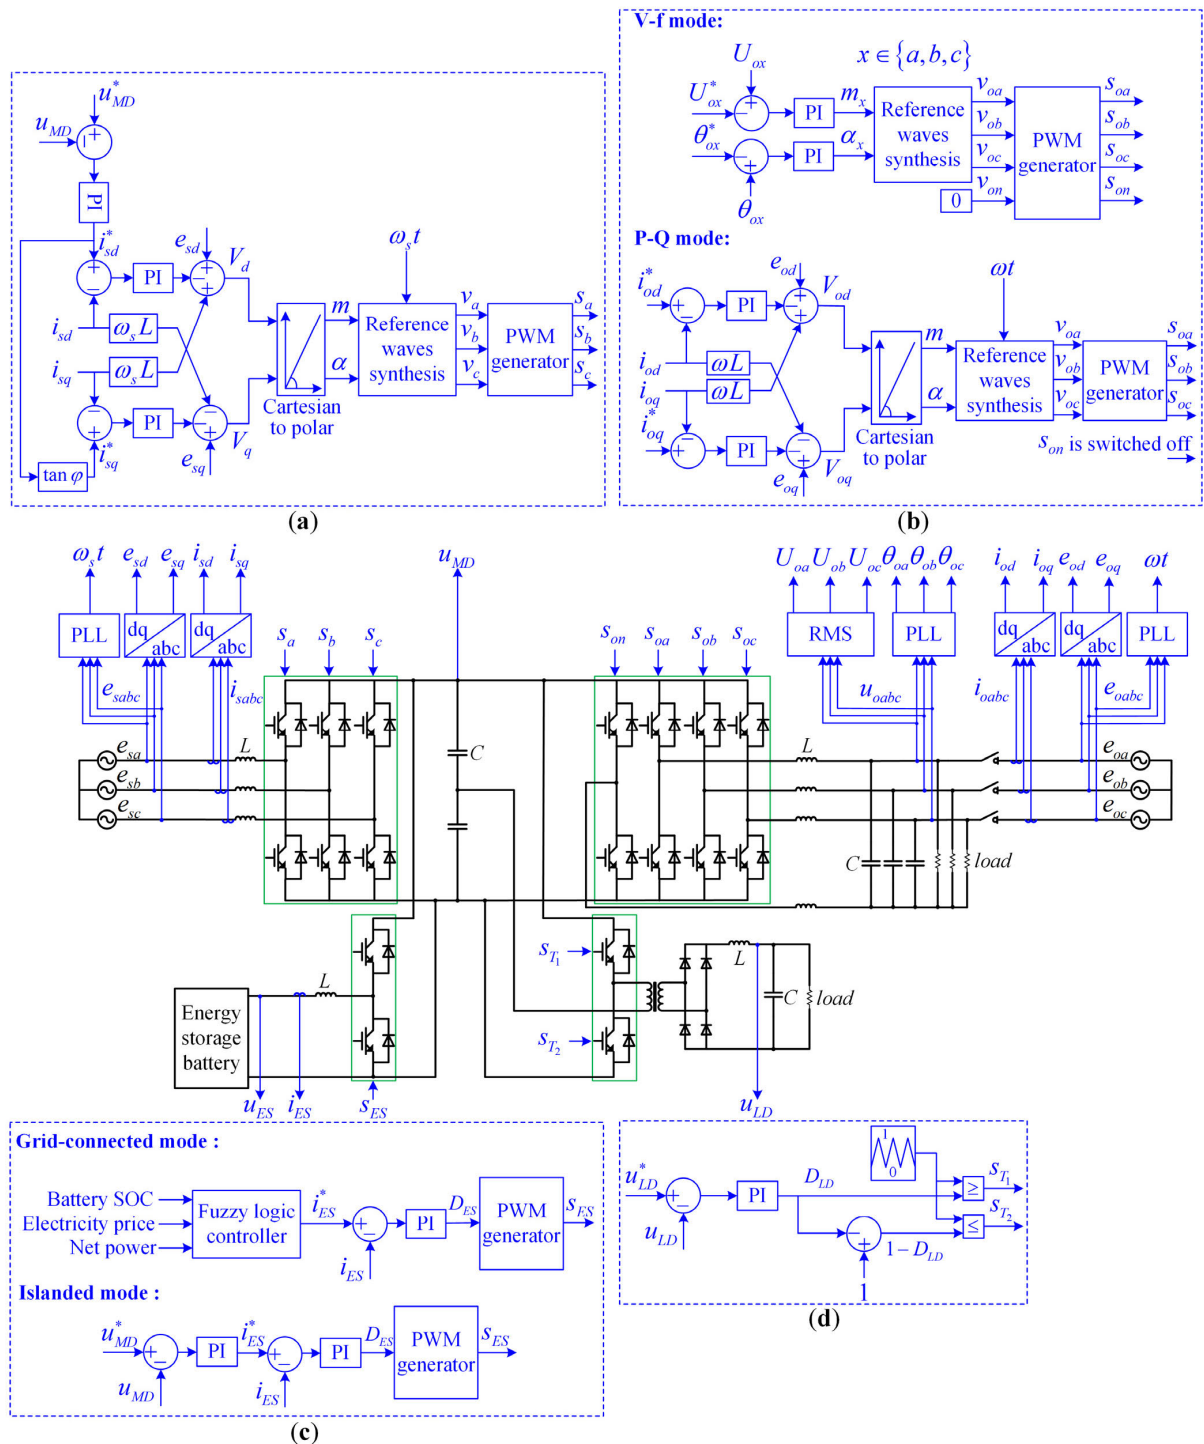 V-f mode:
U_ox
x ∈ {a, b, c}
U*_ox
PI
m_x
θ*_ox
PI
α_x
θ_ox
Reference waves synthesis
v_oa
v_ob
v_oc
v_on
0
PWM generator
s_oa
s_ob
s_oc
s_on
P-Q mode:
i*_od
e_od
PI
V_od
ωt
i_od
ωL
i_oq
ωL
i*_oq
PI
V_oq
e_oq
m
α
Cartesian to polar
Reference waves synthesis
v_oa
v_ob
v_oc
PWM generator
s_oa
s_ob
s_oc
s_on is switched off
(b)
u*_MD
u_MD
PI
i*_sd
e_sd
V_d
ω_s t
PI
i_sd
ω_s L
i_sq
ω_s L
PI
i*_sq
V_q
e_sq
tan φ
m
α
Cartesian to polar
Reference waves synthesis
v_a
v_b
v_c
PWM generator
s_a
s_b
s_c
(a)
ω_s t
e_sd
e_sq
i_sd
i_sq
u_MD
U_oa
U_ob
U_oc
θ_oa
θ_ob
θ_oc
i_od
i_oq
e_od
e_oq
ωt
PLL
dq
abc
dq
abc
s_a
s_b
s_c
s_on
s_oa
s_ob
s_oc
RMS
PLL
dq
abc
dq
abc
PLL
e_sabc
i_sabc
u_oabc
i_oabc
e_oabc
e_sa
e_sb
e_sc
L
C
L
C
load
e_oa
e_ob
e_oc
Energy storage battery
L
u_ES
i_ES
s_ES
s_T1
s_T2
L
C
load
u_LD
Grid-connected mode :
Battery SOC
Electricity price
Net power
Fuzzy logic controller
i*_ES
i_ES
PI
D_ES
PWM generator
s_ES
Islanded mode :
u*_MD
u_MD
PI
i*_ES
i_ES
PI
D_ES
PWM generator
s_ES
(c)
1
0
u*_LD
u_LD
PI
D_LD
1 − D_LD
1
≥
≤
s_T1
s_T2
(d)